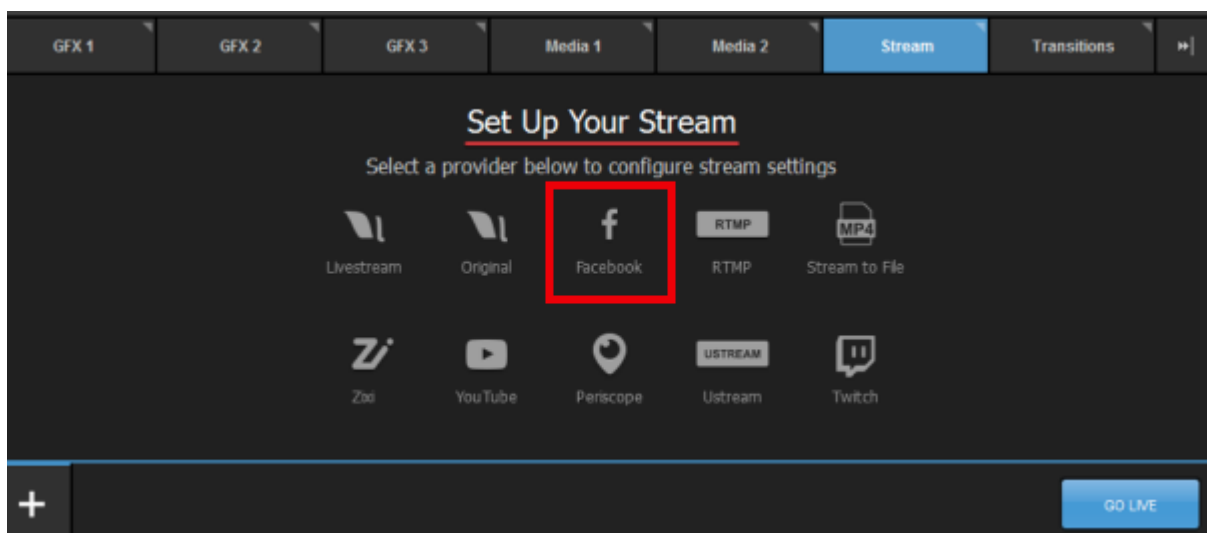 GFX 1 GFX 2 GFX 3 Media 1 Media 2 Stream Transitions
Set Up Your Stream
Select a provider below to configure stream settings
RTMP MP4
Livestream Original Facebook RTMP Stream to File
USTREAM
Zixi YouTube Periscope Ustream Twitch
GO LIVE